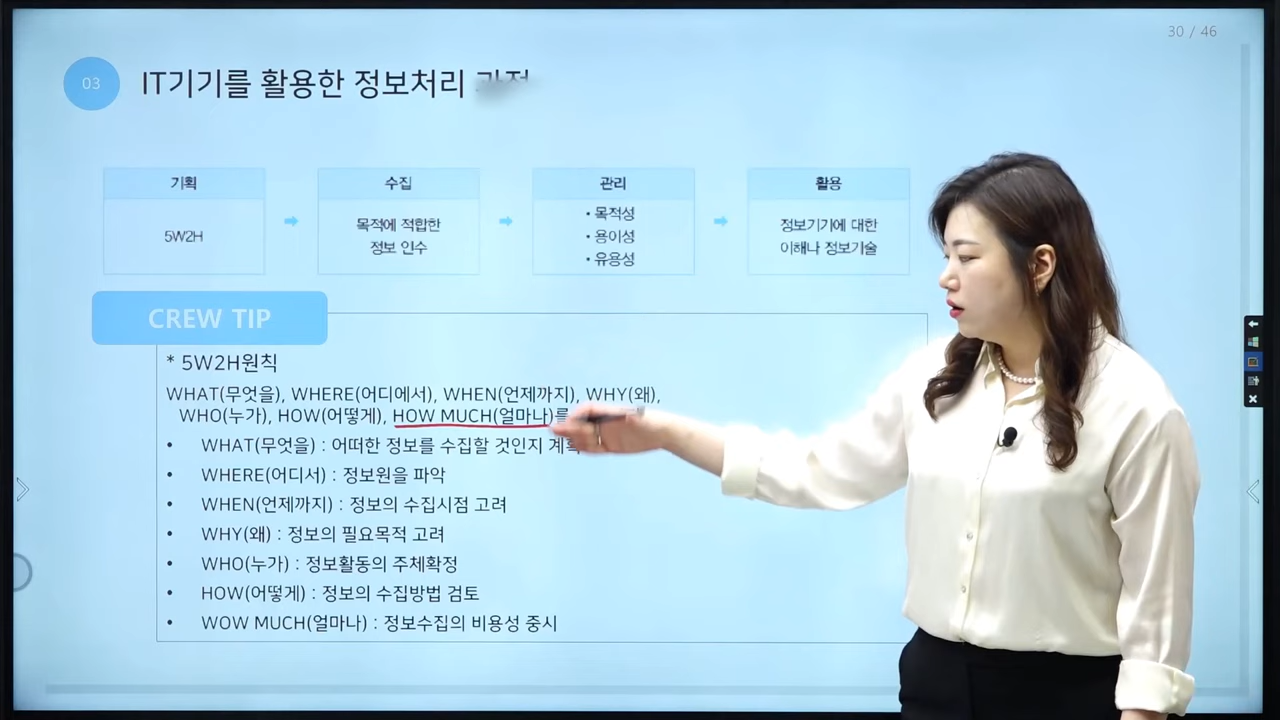 30 / 46
03
IT기기를 활용한 정보처리 과정
기획
5W2H
수집
목적에 적합한
정보 인수
관리
• 목적성
• 용이성
• 유용성
활용
정보기기에 대한
이해나 정보기술
CREW TIP
* 5W2H원칙
WHAT(무엇을), WHERE(어디에서), WHEN(언제까지), WHY(왜),
WHO(누가), HOW(어떻게), HOW MUCH(얼마나)를
• WHAT(무엇을) : 어떠한 정보를 수집할 것인지 계획
• WHERE(어디서) : 정보원을 파악
• WHEN(언제까지) : 정보의 수집시점 고려
• WHY(왜) : 정보의 필요목적 고려
• WHO(누가) : 정보활동의 주체확정
• HOW(어떻게) : 정보의 수집방법 검토
• WOW MUCH(얼마나) : 정보수집의 비용성 중시